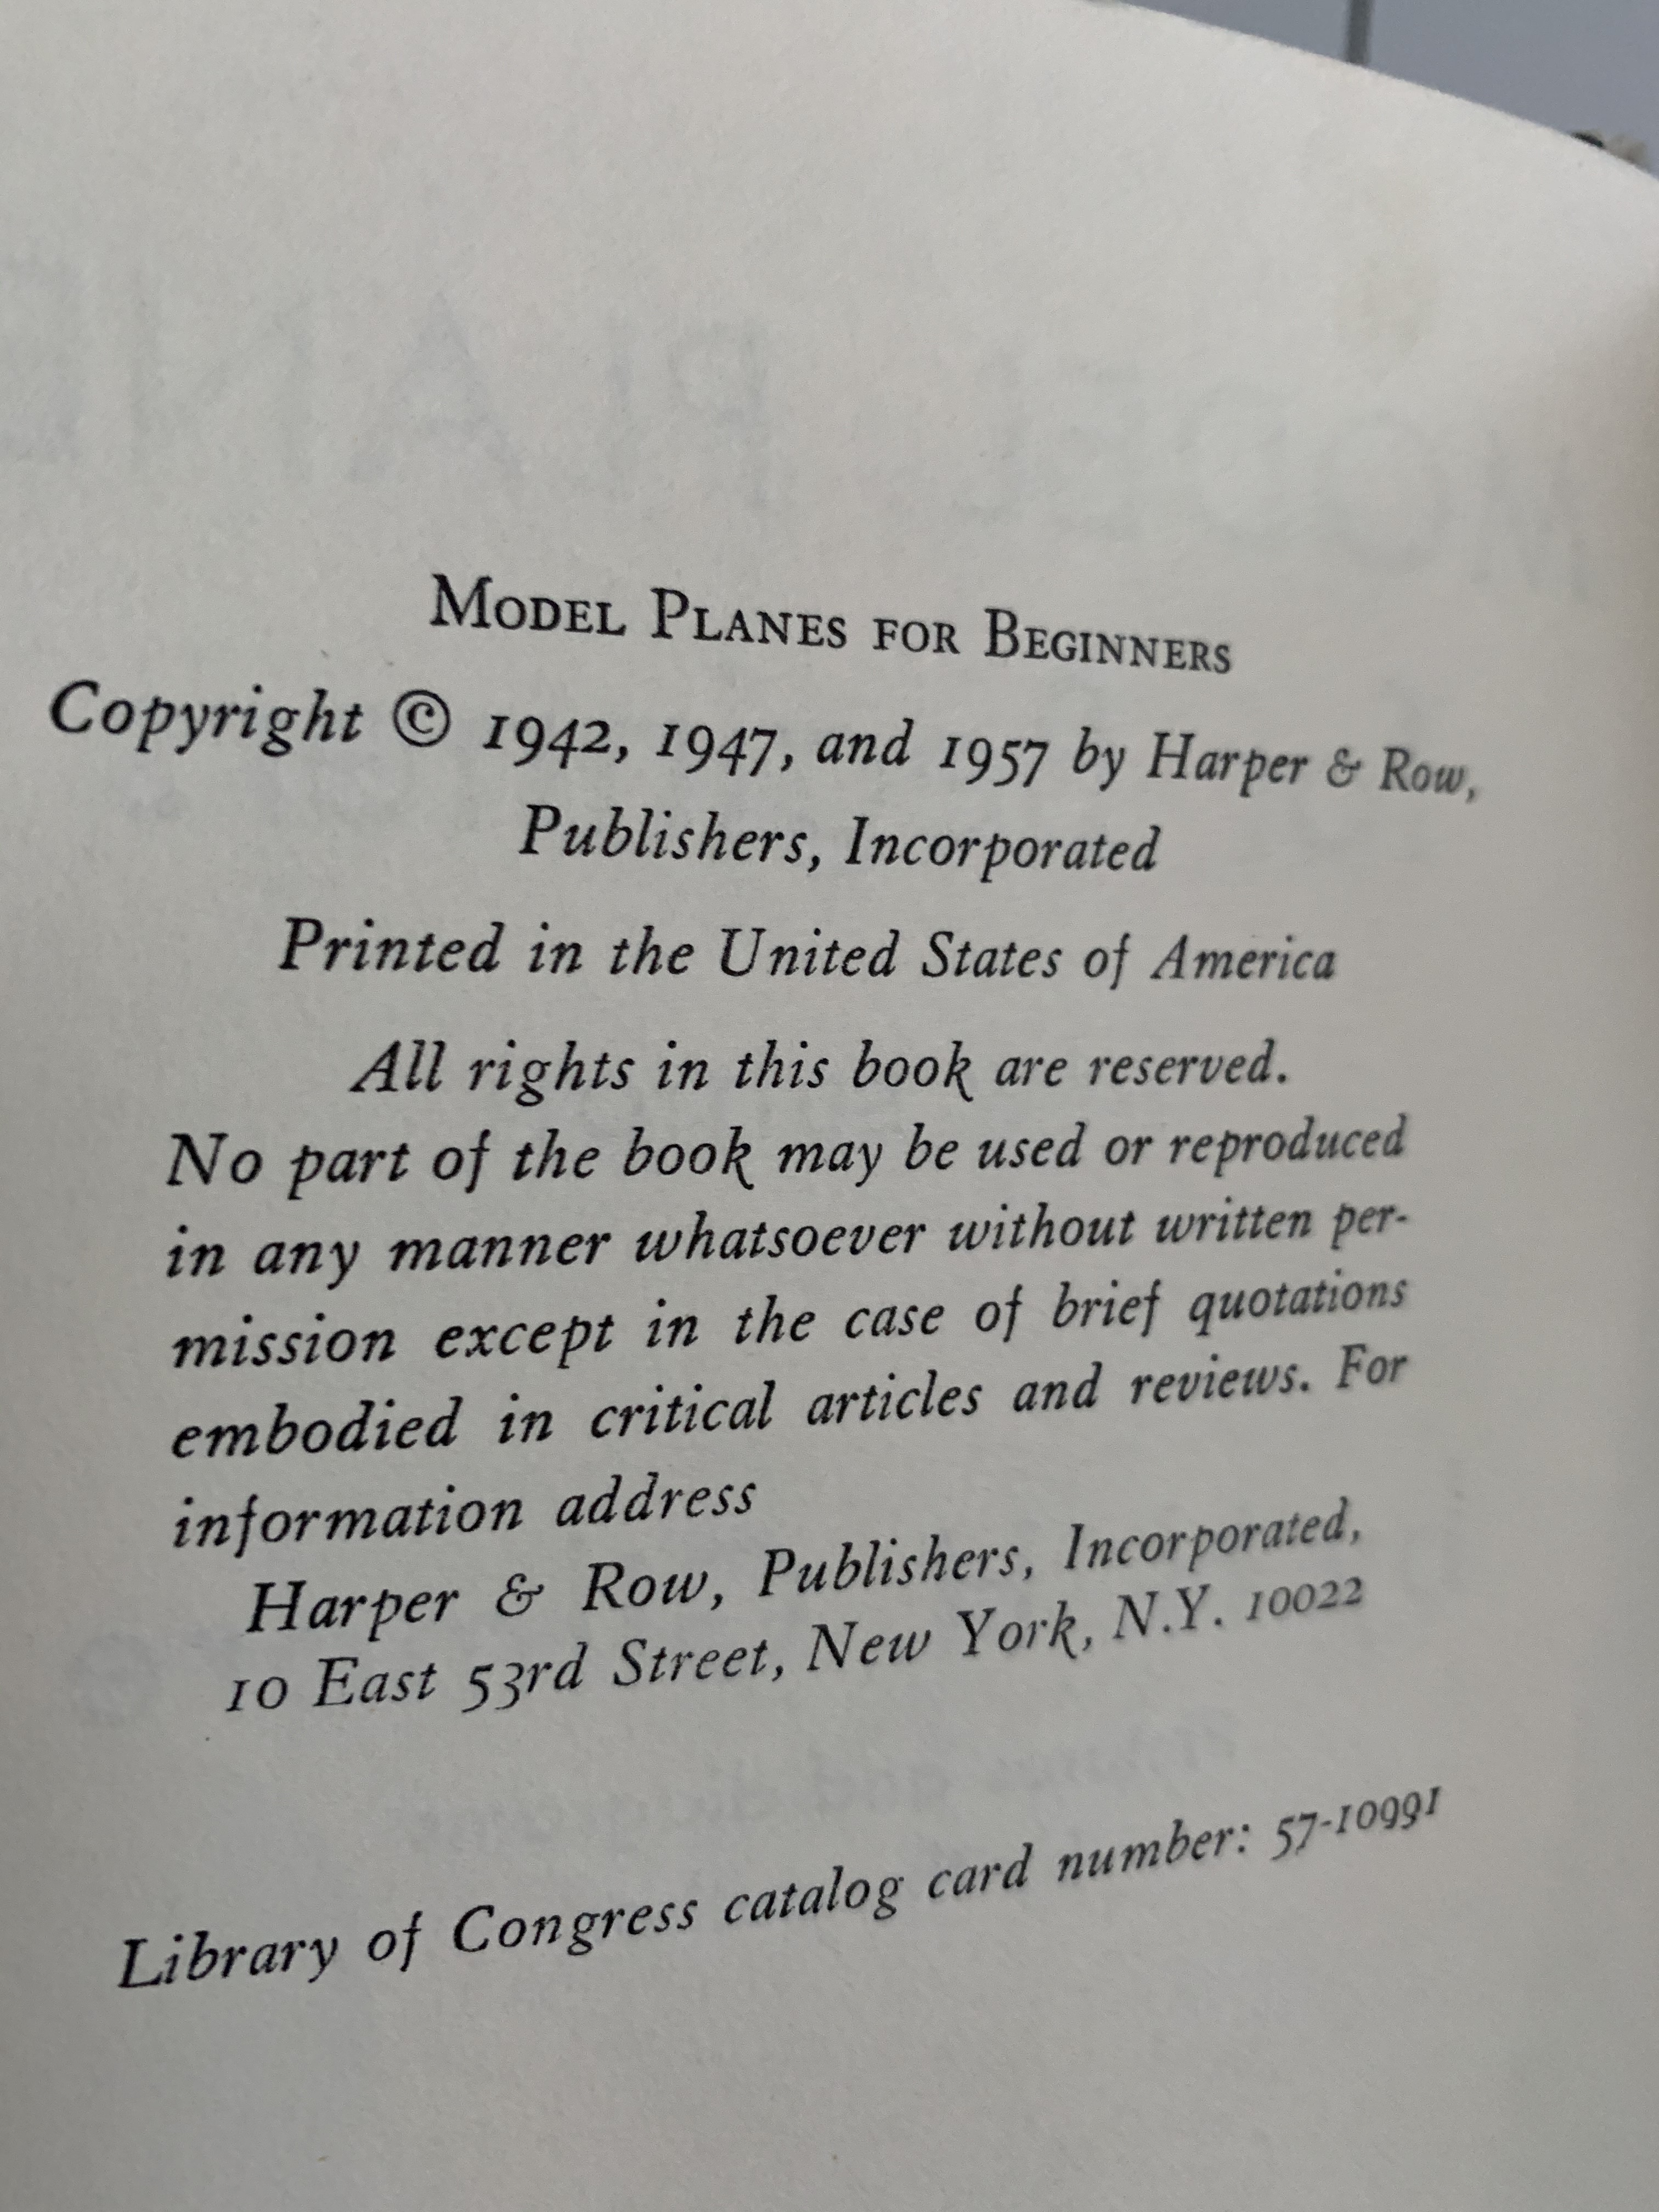 MODEL PLANES FOR BEGINNERS
Copyright © 1942, 1947, and 1957 by Harper & Row,
Publishers, Incorporated
Printed in the United States of America
All rights in this book are reserved.
No part of the book may be used or reproduced
in any manner whatsoever without written per-
mission except in the case of brief quotations
embodied in critical articles and reviews. For
information address
Harper & Row, Publishers, Incorporated,
10 East 53rd Street, New York, N.Y. 10022
Library of Congress catalog card number: 57-10991